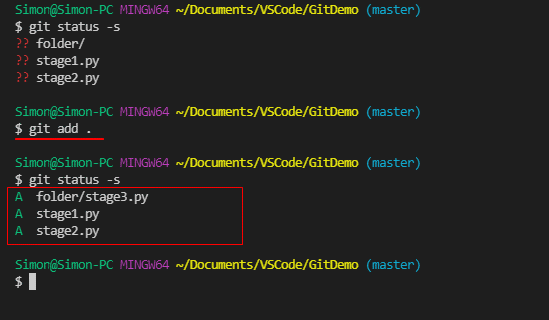 Simon@Simon-PC MINGW64 ~/Documents/VSCode/GitDemo (master)
$ git status -s
?? folder/
?? stage1.py
?? stage2.py
Simon@Simon-PC MINGW64 ~/Documents/VSCode/GitDemo (master)
$ git add .
Simon@Simon-PC MINGW64 ~/Documents/VSCode/GitDemo (master)
$ git status -s
A  folder/stage3.py
A  stage1.py
A  stage2.py
Simon@Simon-PC MINGW64 ~/Documents/VSCode/GitDemo (master)
$